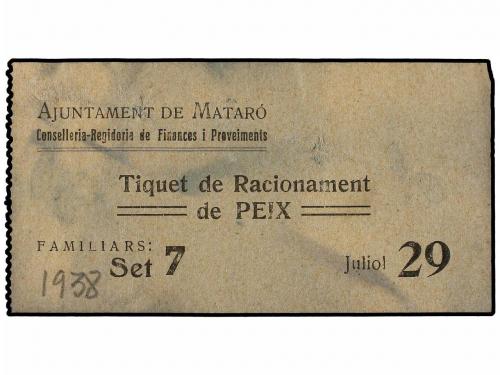 AJUNTAMENT DE MATARÓ
Conselleria-Regidoria de Finances i Proveiments
Tiquet de Racionament
de PEIX
FAMILIARS:
Set 7
Juliol 29
1938